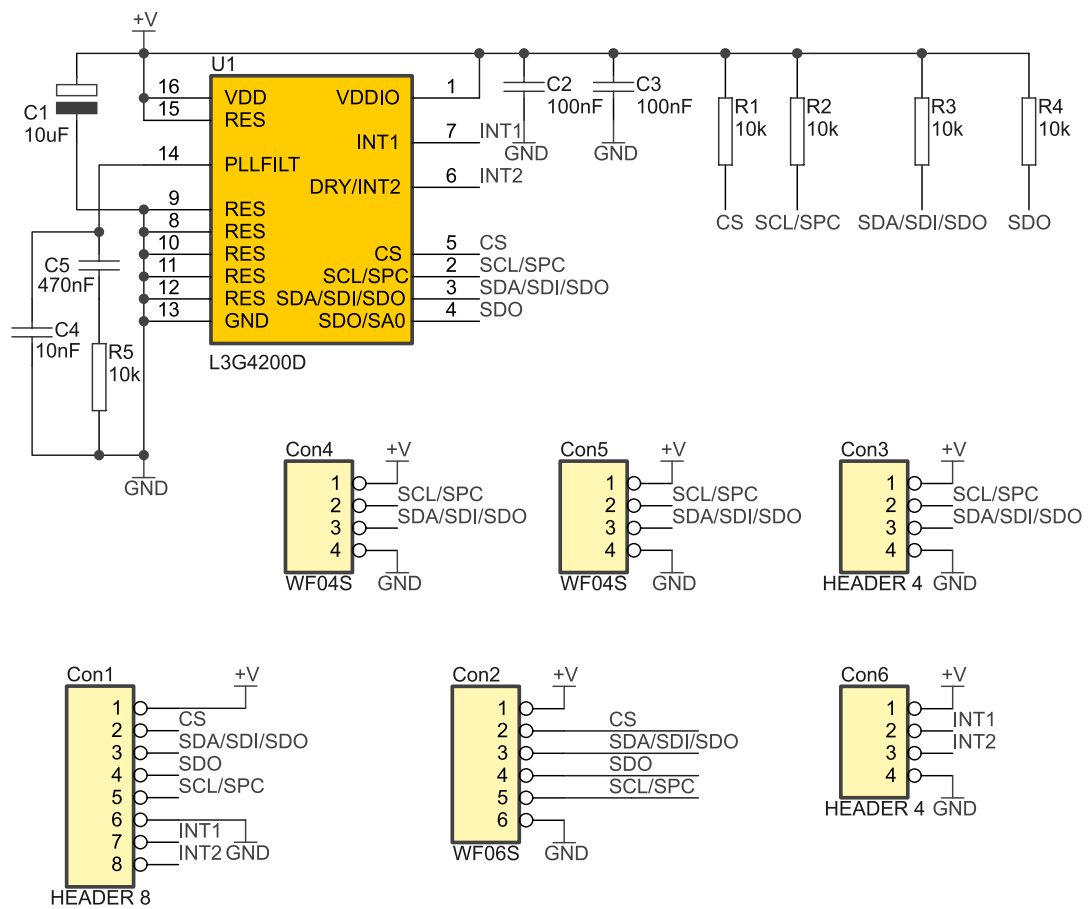 +V
U1
C1
10uF
16
15
14
9
8
10
11
12
13
VDD
RES
PLLFILT
RES
RES
RES
RES
RES
GND
VDDIO
INT1
DRY/INT2
CS
SCL/SPC
SDA/SDI/SDO
SDO/SA0
1
7
6
5
2
3
4
INT1
INT2
CS
SCL/SPC
SDA/SDI/SDO
SDO
L3G4200D
C2
100nF
GND
C3
100nF
GND
R1
10k
CS
R2
10k
SCL/SPC
R3
10k
SDA/SDI/SDO
R4
10k
SDO
C5
470nF
C4
10nF
R5
10k
GND
Con4
+V
1
2
3
4
SCL/SPC
SDA/SDI/SDO
GND
WF04S
Con5
+V
1
2
3
4
SCL/SPC
SDA/SDI/SDO
GND
WF04S
Con3
+V
1
2
3
4
SCL/SPC
SDA/SDI/SDO
GND
HEADER 4
Con1
+V
1
2
3
4
5
6
7
8
CS
SDA/SDI/SDO
SDO
SCL/SPC
INT1
INT2
GND
HEADER 8
Con2
+V
1
2
3
4
5
6
CS
SDA/SDI/SDO
SDO
SCL/SPC
GND
WF06S
Con6
+V
1
2
3
4
INT1
INT2
GND
HEADER 4